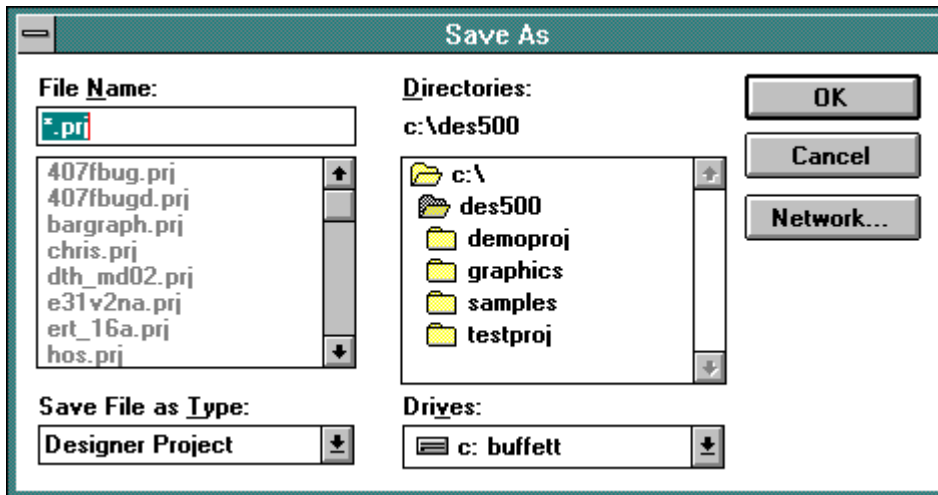 Save As
File Name:
*.prj
407fbug.prj
407fbugd.prj
bargraph.prj
chris.prj
dth_md02.prj
e31v2na.prj
ert_16a.prj
hos.prj
Save File as Type:
Designer Project
Directories:
c:\des500
c:\
des500
demoproj
graphics
samples
testproj
Drives:
c: buffett
OK
Cancel
Network...